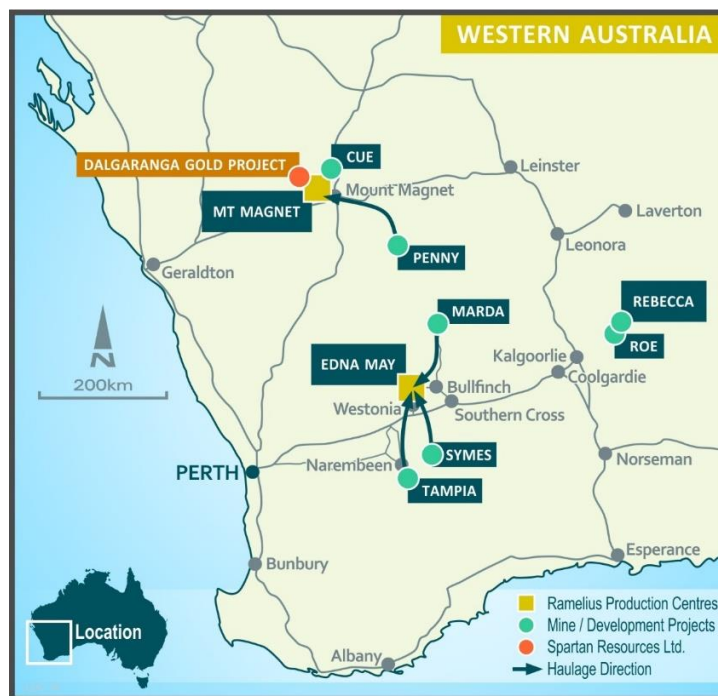 WESTERN AUSTRALIA
CUE
DALGARANGA GOLD PROJECT
Leinster
Mount Magnet
MT MAGNET
Laverton
Leonora
PENNY
Geraldton
REBECCA
MARDA
ROE
N
200km
Kalgoorlie
EDNA MAY
Coolgardie
Bullfinch
Westonia
Southern Cross
SYMES
Norseman
Narembeen
PERTH
TAMPIA
Esperance
Bunbury
Ramelius Production Centres
Mine / Development Projects
Location
Spartan Resources Ltd.
Albany
Haulage Direction